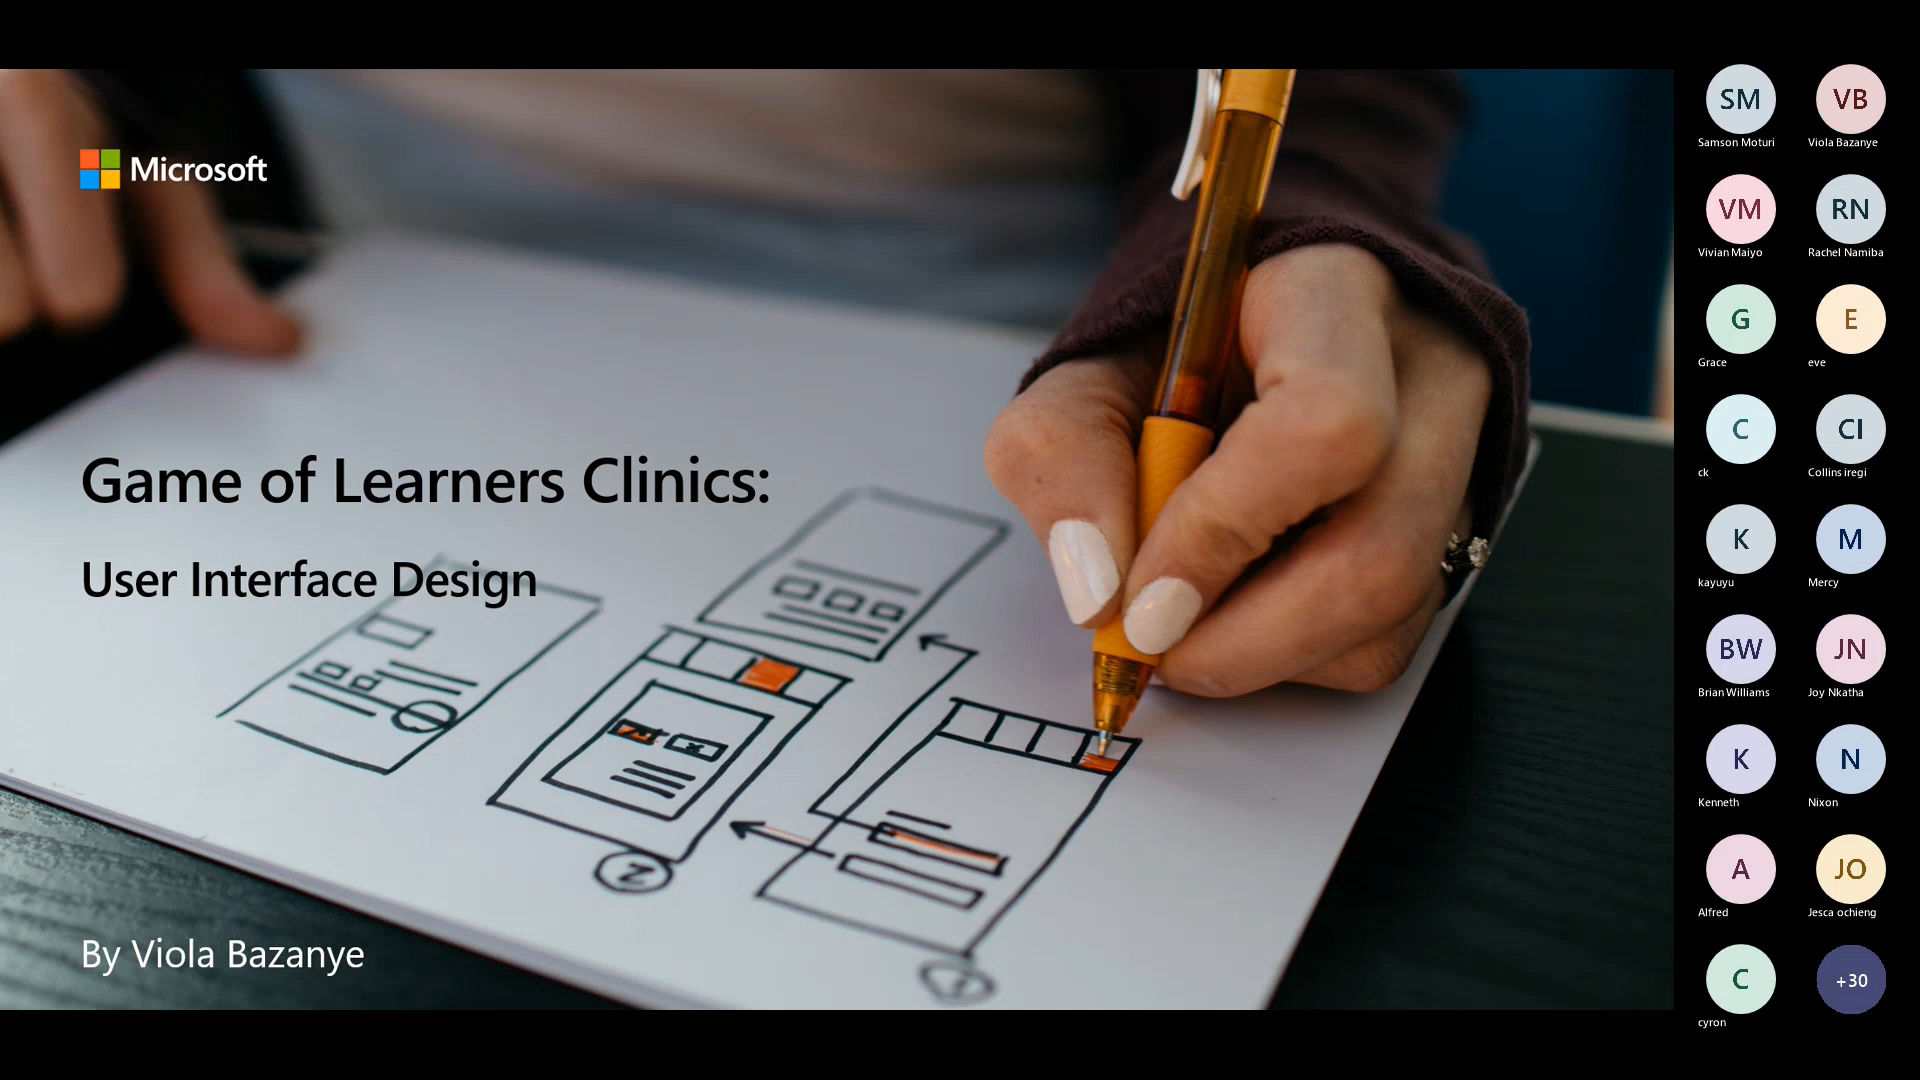 Microsoft
Game of Learners Clinics:
User Interface Design
By Viola Bazanye
2
1
SM
Samson Moturi
VB
Viola Bazanye
VM
Vivian Maiyo
RN
Rachel Namiba
G
Grace
E
eve
C
ck
CI
Collins iregi
K
kayuyu
M
Mercy
BW
Brian Williams
JN
Joy Nkatha
K
Kenneth
N
Nixon
A
Alfred
JO
Jesca ochieng
C
cyron
+30